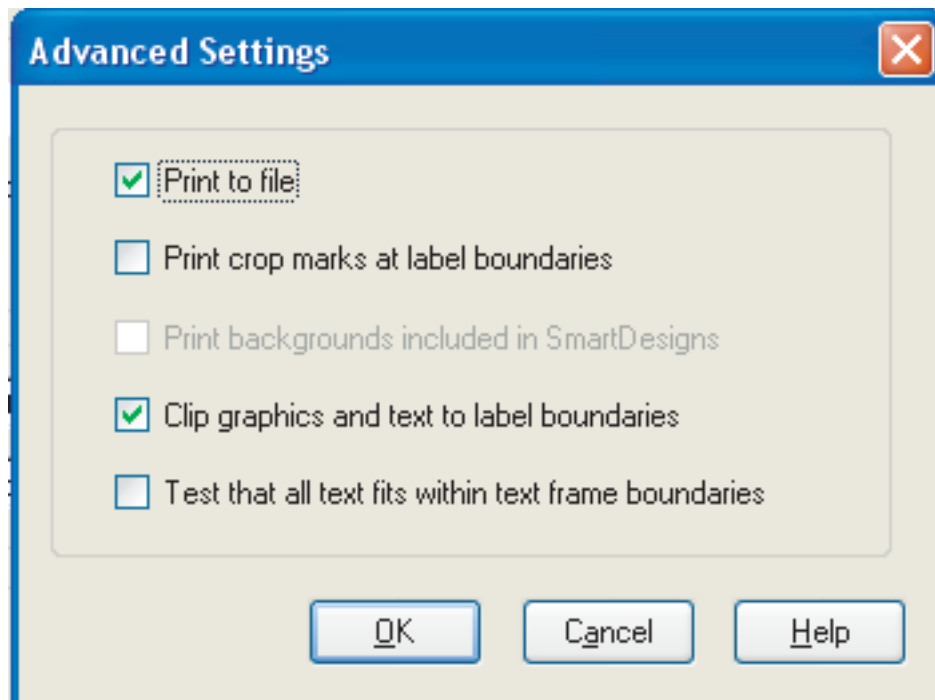 Advanced Settings
Print to file
Print crop marks at label boundaries
Print backgrounds included in SmartDesigns
Clip graphics and text to label boundaries
Test that all text fits within text frame boundaries
OK Cancel Help